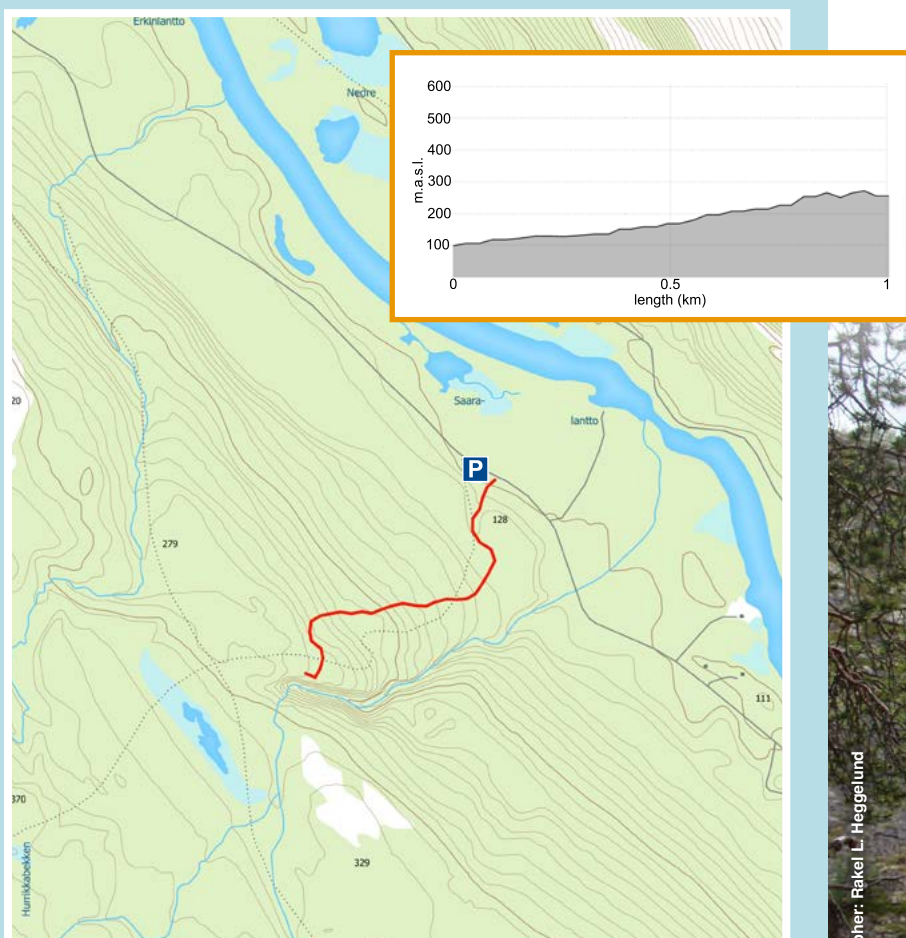 Erkinlantto
Nedre
600
500
400
300
200
100
m.a.s.l.
0
0.5
1
length (km)
20
Saara-
lantto
P
128
279
111
370
329
Hurrikkabekken
oher: Rakel L. Heggelund